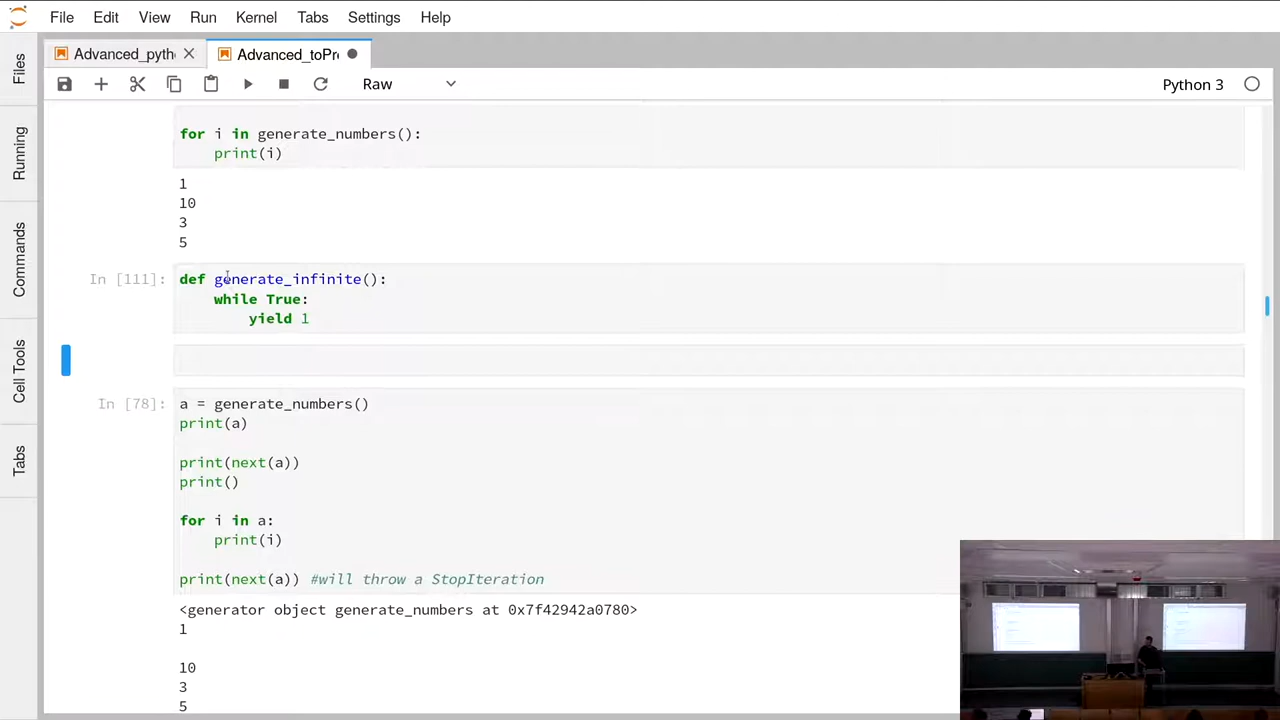 File Edit View Run Kernel Tabs Settings Help
Advanced_pyth
Advanced_toPr
Raw
Python 3
Files
Running
Commands
Cell Tools
Tabs
for i in generate_numbers():
print(i)
1
10
3
5
In [111]:
def generate_infinite():
while True:
yield 1
In [78]:
a = generate_numbers()
print(a)
print(next(a))
print()
for i in a:
print(i)
print(next(a)) #will throw a StopIteration
<generator object generate_numbers at 0x7f42942a0780>
1
10
3
5